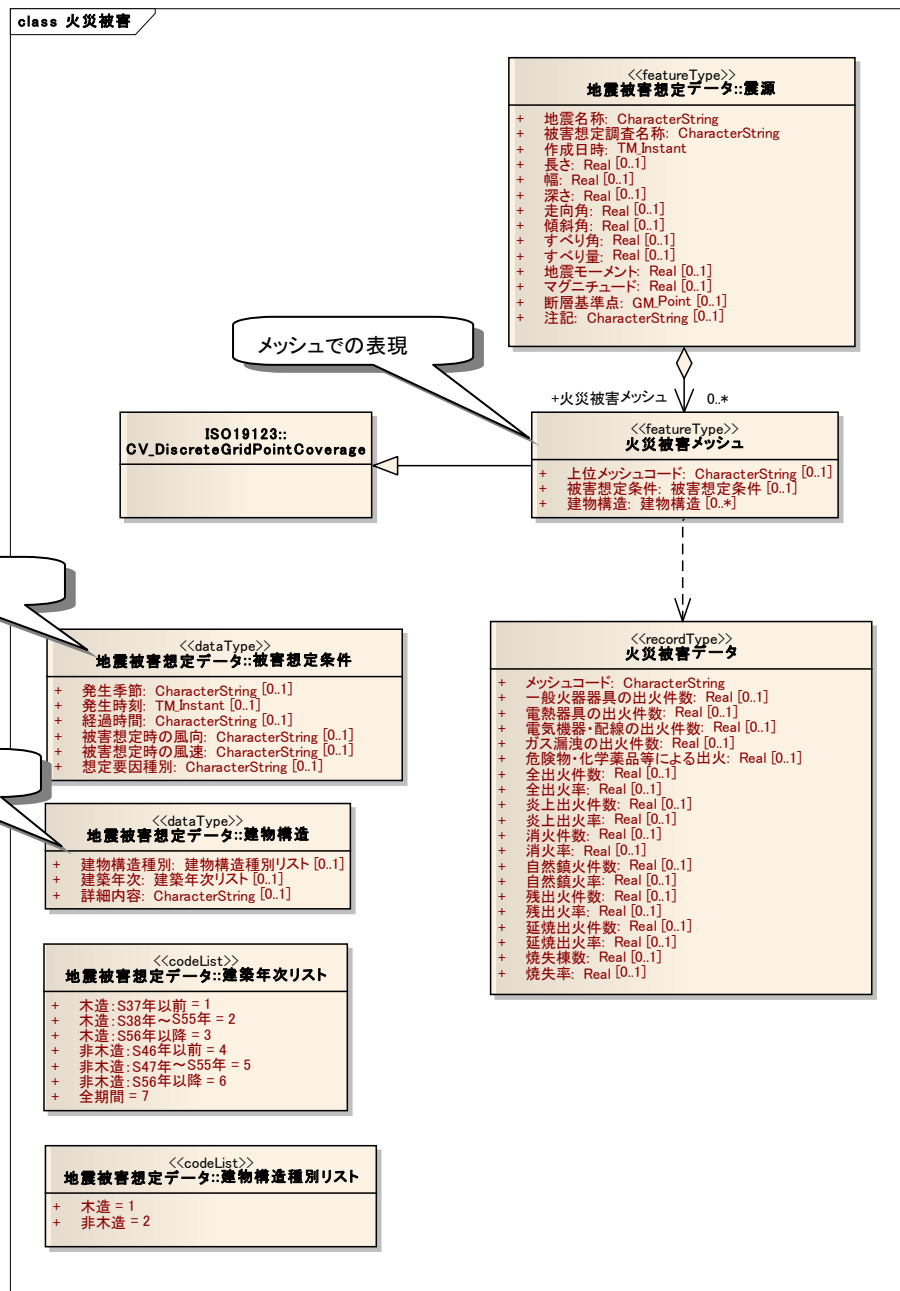 class 火災被害
<<featureType>>
地震被害想定データ::震源
+ 地震名称: CharacterString
+ 被害想定調査名称: CharacterString
+ 作成日時: TM_Instant
+ 長さ: Real [0..1]
+ 幅: Real [0..1]
+ 深さ: Real [0..1]
+ 走向角: Real [0..1]
+ 傾斜角: Real [0..1]
+ すべり角: Real [0..1]
+ すべり量: Real [0..1]
+ 地震モーメント: Real [0..1]
+ マグニチュード: Real [0..1]
+ 断層基準点: GM_Point [0..1]
+ 注記: CharacterString [0..1]
メッシュでの表現
+火災被害メッシュ 0..*
ISO19123::
CV_DiscreteGridPointCoverage
<<featureType>>
火災被害メッシュ
+ 上位メッシュコード: CharacterString [0..1]
+ 被害想定条件: 被害想定条件 [0..1]
+ 建物構造: 建物構造 [0..*]
<<dataType>>
地震被害想定データ::被害想定条件
+ 発生季節: CharacterString [0..1]
+ 発生時刻: TM_Instant [0..1]
+ 経過時間: CharacterString [0..1]
+ 被害想定時の風向: CharacterString [0..1]
+ 被害想定時の風速: CharacterString [0..1]
+ 想定要因種別: CharacterString [0..1]
<<recordType>>
火災被害データ
+ メッシュコード: CharacterString
+ 一般火器器具の出火件数: Real [0..1]
+ 電熱器具の出火件数: Real [0..1]
+ 電気機器・配線の出火件数: Real [0..1]
+ ガス漏洩の出火件数: Real [0..1]
+ 危険物・化学薬品等による出火: Real [0..1]
+ 全出火件数: Real [0..1]
+ 全出火率: Real [0..1]
+ 炎上出火件数: Real [0..1]
+ 炎上出火率: Real [0..1]
+ 消火件数: Real [0..1]
+ 消火率: Real [0..1]
+ 自然鎮火件数: Real [0..1]
+ 自然鎮火率: Real [0..1]
+ 残出火件数: Real [0..1]
+ 残出火率: Real [0..1]
+ 延焼出火件数: Real [0..1]
+ 延焼出火率: Real [0..1]
+ 焼失棟数: Real [0..1]
+ 焼失率: Real [0..1]
<<dataType>>
地震被害想定データ::建物構造
+ 建物構造種別: 建物構造種別リスト [0..1]
+ 建築年次: 建築年次リスト [0..1]
+ 詳細内容: CharacterString [0..1]
<<codeList>>
地震被害想定データ::建築年次リスト
+ 木造:S37年以前 = 1
+ 木造:S38年～S55年 = 2
+ 木造:S56年以降 = 3
+ 非木造:S46年以前 = 4
+ 非木造:S47年～S55年 = 5
+ 非木造:S56年以降 = 6
+ 全期間 = 7
<<codeList>>
地震被害想定データ::建物構造種別リスト
+ 木造 = 1
+ 非木造 = 2